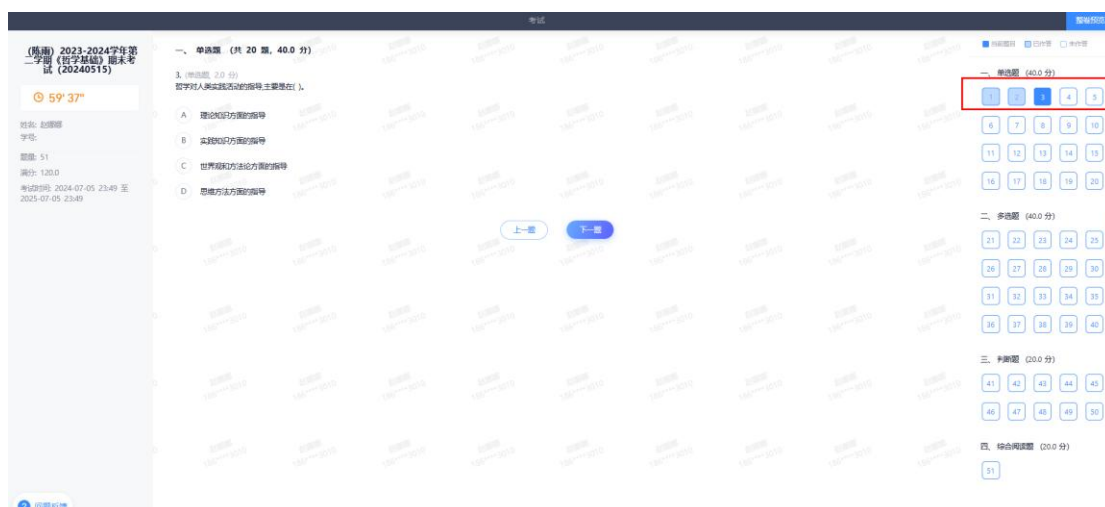 考试
整卷预览
(陈雨) 2023-2024学年第
二学期《哲学基础》期末考
试 (20240515)
59' 37"
姓名: 赵娜娜
学号:
题量: 51
满分: 120.0
考试时间: 2024-07-05 23:49 至
2025-07-05 23:49
一、 单选题 (共 20 题, 40.0 分)
3. (单选题, 2.0 分)
哲学对人类实践活动的指导,主要是在( )。
A 理论知识方面的指导
B 实践知识方面的指导
C 世界观和方法论方面的指导
D 思维方法方面的指导
上一题
下一题
当前题目 已作答 未作答
一、 单选题 (40.0 分)
1 2 3 4 5
6 7 8 9 10
11 12 13 14 15
16 17 18 19 20
二、 多选题 (40.0 分)
21 22 23 24 25
26 27 28 29 30
31 32 33 34 35
36 37 38 39 40
三、 判断题 (20.0 分)
41 42 43 44 45
46 47 48 49 50
四、 综合阅读题 (20.0 分)
51
问题反馈